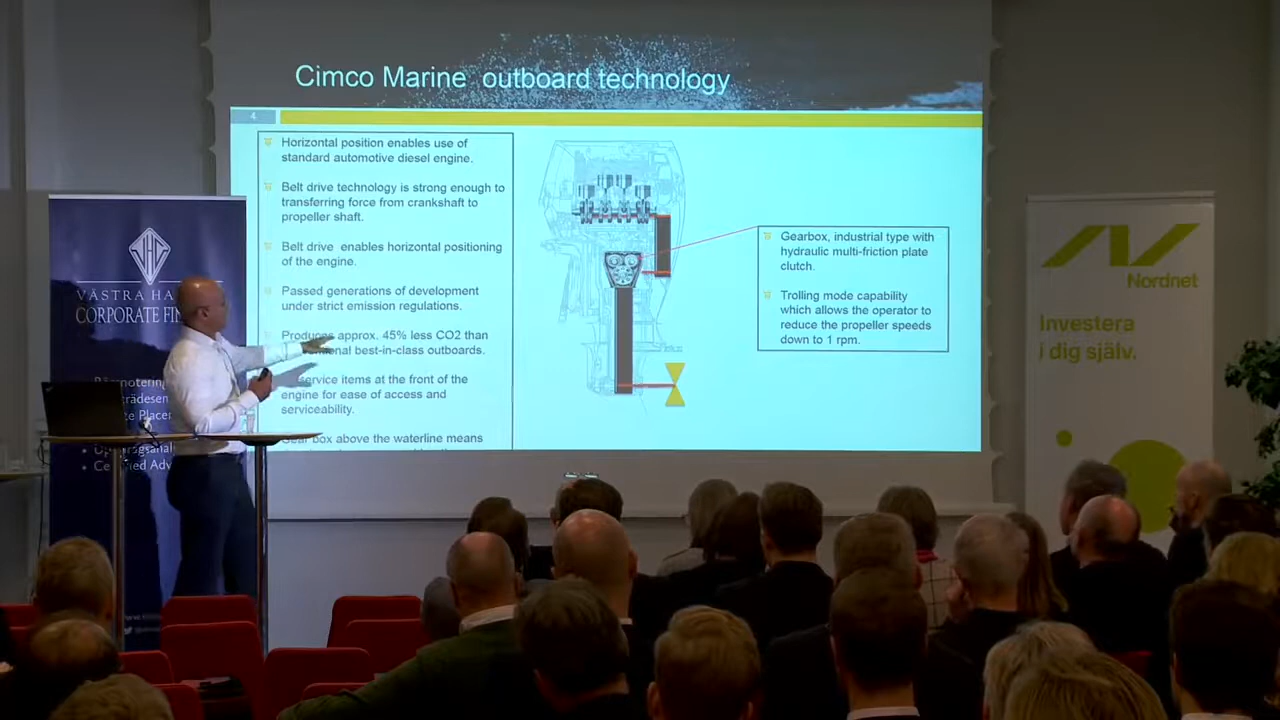 Cimco Marine outboard technology
4
Horizontal position enables use of
standard automotive diesel engine.
Belt drive technology is strong enough to
transferring force from crankshaft to
propeller shaft.
Belt drive enables horizontal positioning
of the engine.
Passed generations of development
under strict emission regulations.
Produces approx. 45% less CO2 than
best-in-class outboards.
service items at the front of the
engine for ease of access and
serviceability.
Gear box above the waterline means
Gearbox, industrial type with
hydraulic multi-friction plate
clutch.
Trolling mode capability
which allows the operator to
reduce the propeller speeds
down to 1 rpm.
VHC
VÄSTRA HA
CORPORATE FIN
Nordnet
Investera
i dig själv.